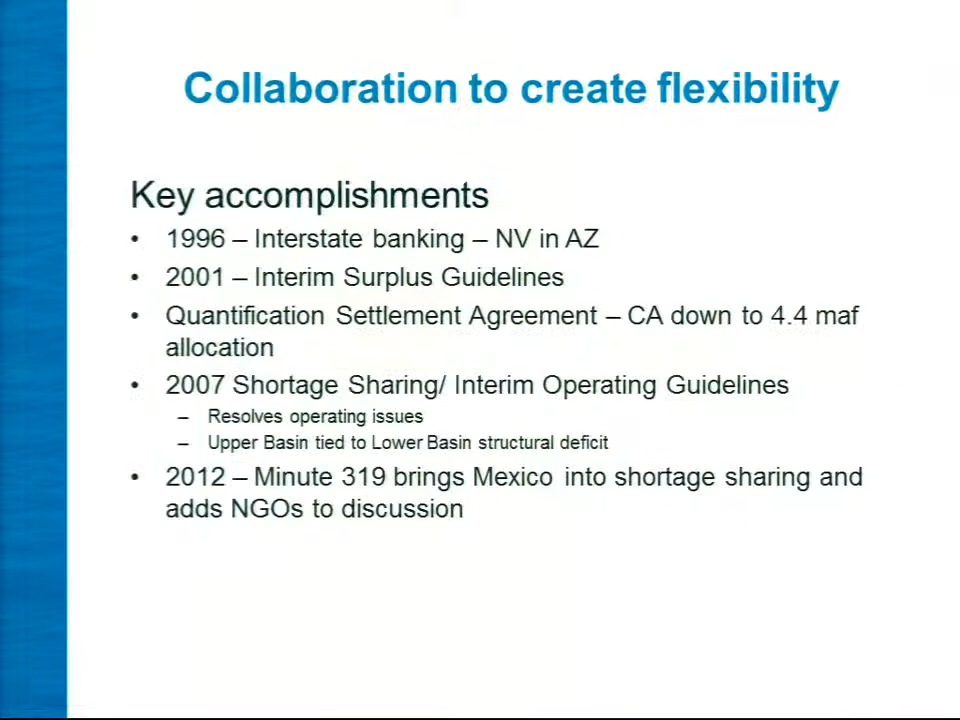 Collaboration to create flexibility
Key accomplishments
• 1996 – Interstate banking – NV in AZ
• 2001 – Interim Surplus Guidelines
• Quantification Settlement Agreement – CA down to 4.4 maf
allocation
• 2007 Shortage Sharing/ Interim Operating Guidelines
– Resolves operating issues
– Upper Basin tied to Lower Basin structural deficit
• 2012 – Minute 319 brings Mexico into shortage sharing and
adds NGOs to discussion